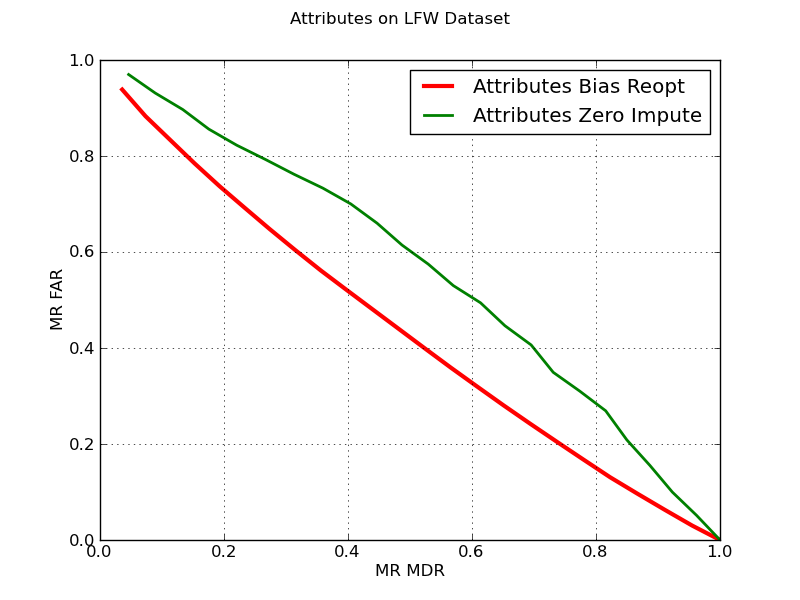 Attributes on LFW Dataset
Attributes Bias Reopt
Attributes Zero Impute
MR FAR
1.0
0.8
0.6
0.4
0.2
0.0
0.0 0.2 0.4 0.6 0.8 1.0
MR MDR